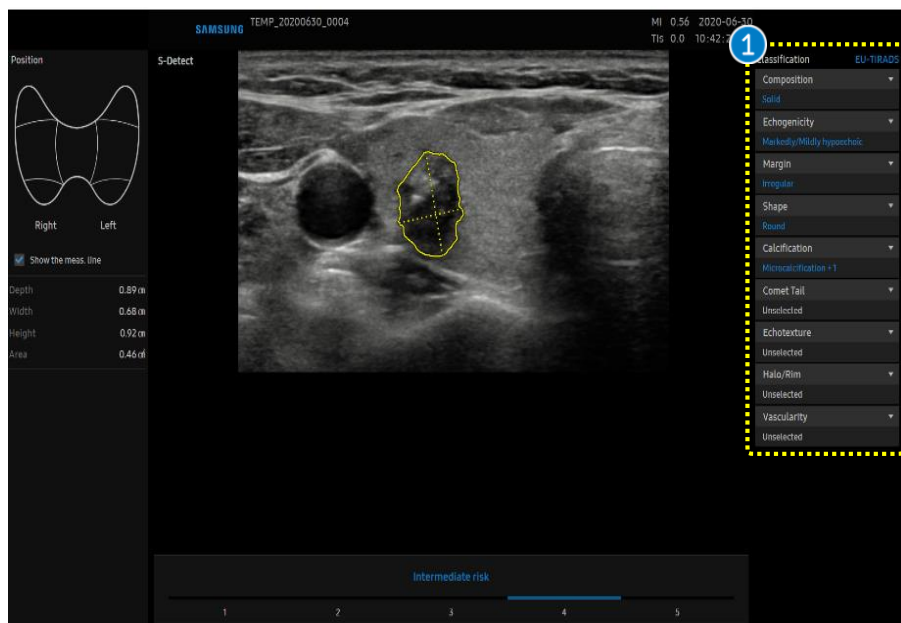 SAMSUNG TEMP_20200630_0004
MI 0.56 2020-06-30
TIs 0.0 10:42:
1
Position
Right Left
Show the meas. line
Depth 0.89 cm
Width 0.68 cm
Height 0.92 cm
Area 0.46 cm²
S-Detect
Classification EU-TIRADS
Composition
Solid
Echogenicity
Markedly/Mildly hypoechoic
Margin
Irregular
Shape
Round
Calcification
Microcalcification +1
Comet Tail
Unselected
Echotexture
Unselected
Halo/Rim
Unselected
Vascularity
Unselected
Intermediate risk
1 2 3 4 5